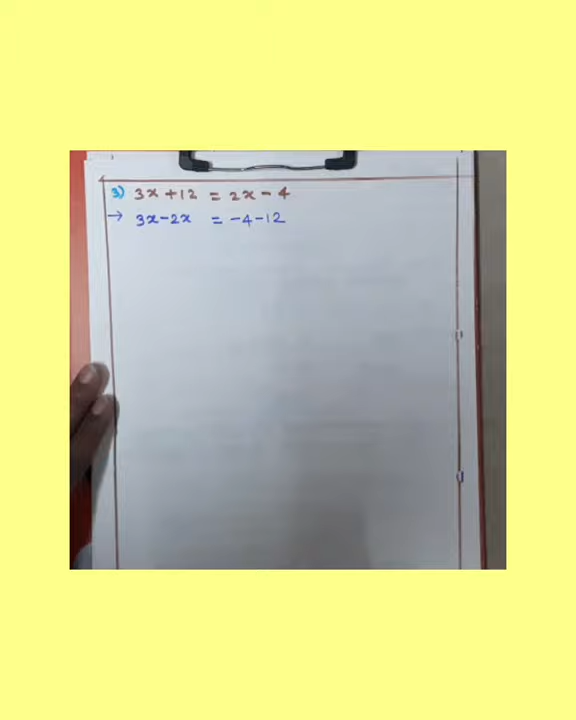 3) 3x + 12 = 2x - 4
→ 3x - 2x = -4 - 12